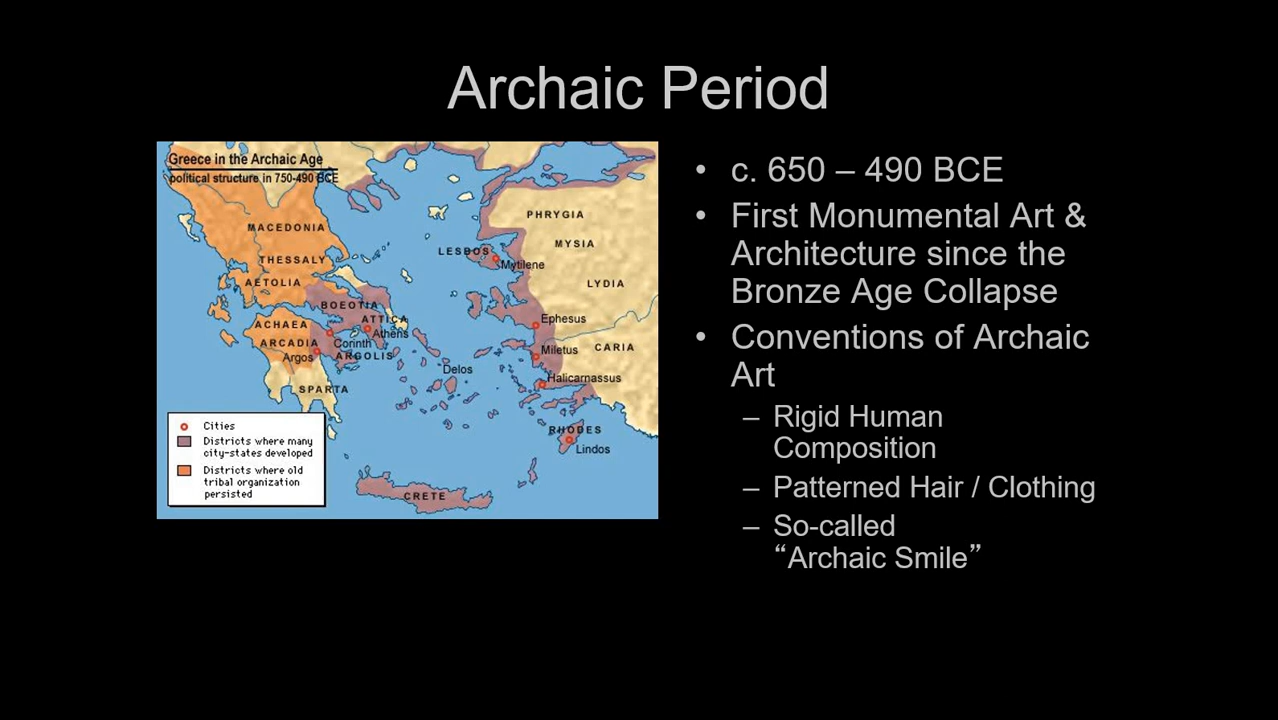 Archaic Period
Greece in the Archaic Age
political structure in 750-490 BCE
MACEDONIA
THESSALY
AETOLIA
BOEOTIA
ATTICA
Athens
ACHAEA
Corinth
ARCADIA
ARGOLIS
Argos
SPARTA
PHRYGIA
MYSIA
LESBOS
Mytilene
LYDIA
Ephesus
Miletus
CARIA
Delos
Halicarnassus
RHODES
Lindos
CRETE
Cities
Districts where many
city-states developed
Districts where old
tribal organization
persisted
• c. 650 – 490 BCE
• First Monumental Art &
Architecture since the
Bronze Age Collapse
• Conventions of Archaic
Art
– Rigid Human
Composition
– Patterned Hair / Clothing
– So-called
“Archaic Smile”